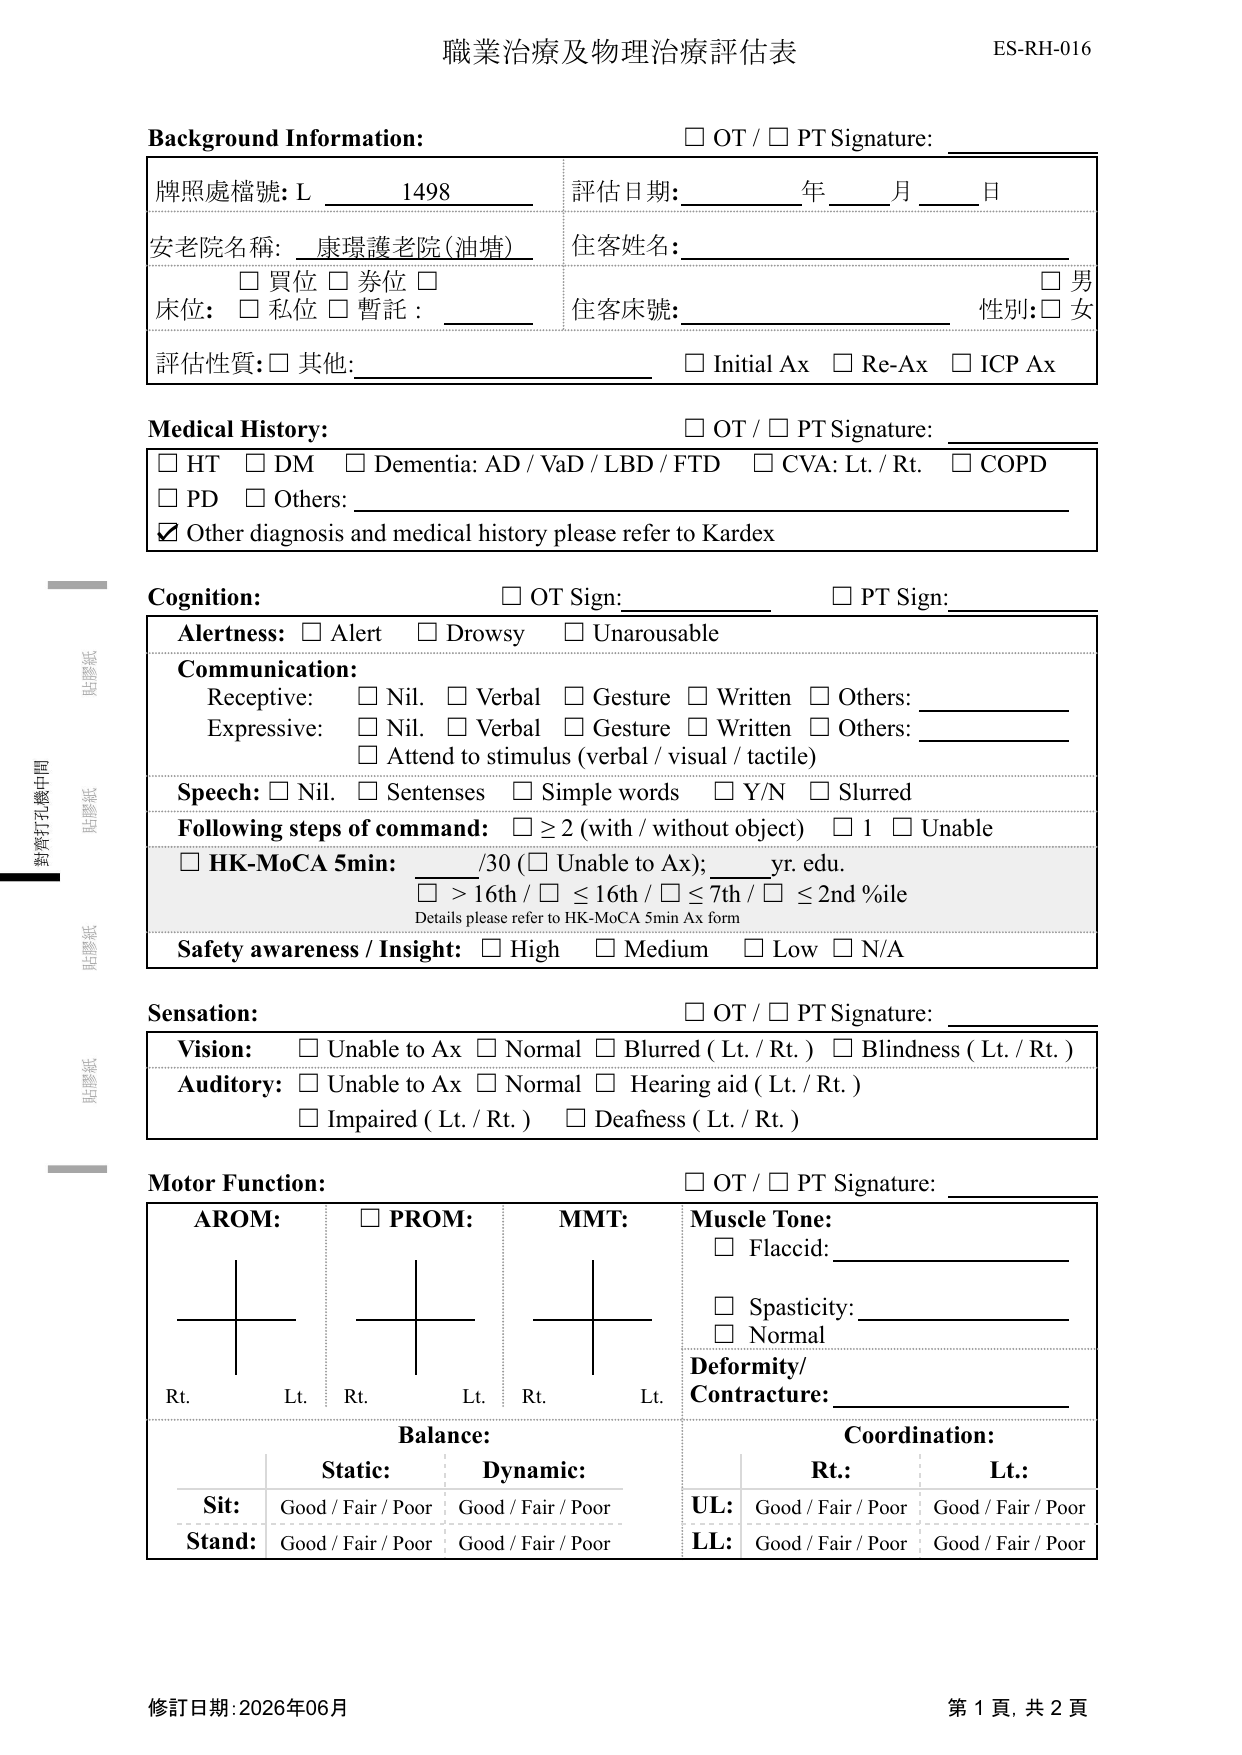 職業治療及物理治療評估表 ES-RH-016
Background Information: ☐ OT / ☐ PT Signature:
牌照處檔號: L 1498 評估日期: 年 月 日
安老院名稱: 康璟護老院(油塘) 住客姓名:
☐ 買位 ☐ 券位 ☐ ☐ 男
床位: ☐ 私位 ☐ 暫託 : 住客床號: 性別: ☐ 女
評估性質: ☐ 其他: ☐ Initial Ax ☐ Re-Ax ☐ ICP Ax
Medical History: ☐ OT / ☐ PT Signature:
☐ HT ☐ DM ☐ Dementia: AD / VaD / LBD / FTD ☐ CVA: Lt. / Rt. ☐ COPD
☐ PD ☐ Others:
☑ Other diagnosis and medical history please refer to Kardex
Cognition: ☐ OT Sign: ☐ PT Sign:
Alertness: ☐ Alert ☐ Drowsy ☐ Unarousable
Communication:
Receptive: ☐ Nil. ☐ Verbal ☐ Gesture ☐ Written ☐ Others:
Expressive: ☐ Nil. ☐ Verbal ☐ Gesture ☐ Written ☐ Others:
☐ Attend to stimulus (verbal / visual / tactile)
Speech: ☐ Nil. ☐ Sentences ☐ Simple words ☐ Y/N ☐ Slurred
Following steps of command: ☐ ≥ 2 (with / without object) ☐ 1 ☐ Unable
☐ HK-MoCA 5min: /30 (☐ Unable to Ax); yr. edu.
☐ > 16th / ☐ ≤ 16th / ☐ ≤ 7th / ☐ ≤ 2nd %ile
Details please refer to HK-MoCA 5min Ax form
Safety awareness / Insight: ☐ High ☐ Medium ☐ Low ☐ N/A
Sensation: ☐ OT / ☐ PT Signature:
Vision: ☐ Unable to Ax ☐ Normal ☐ Blurred ( Lt. / Rt. ) ☐ Blindness ( Lt. / Rt. )
Auditory: ☐ Unable to Ax ☐ Normal ☐ Hearing aid ( Lt. / Rt. )
☐ Impaired ( Lt. / Rt. ) ☐ Deafness ( Lt. / Rt. )
Motor Function: ☐ OT / ☐ PT Signature:
AROM: ☐ PROM: MMT: Muscle Tone:
☐ Flaccid:
☐ Spasticity:
☐ Normal
Deformity/
Rt. Lt. Rt. Lt. Rt. Lt. Contracture:
Balance: Coordination:
Static: Dynamic: Rt.: Lt.:
Sit: Good / Fair / Poor Good / Fair / Poor UL: Good / Fair / Poor Good / Fair / Poor
Stand: Good / Fair / Poor Good / Fair / Poor LL: Good / Fair / Poor Good / Fair / Poor
貼膠紙
貼膠紙
貼膠紙
貼膠紙
對齊打孔機中間
修訂日期:2026年06月 第 1 頁, 共 2 頁